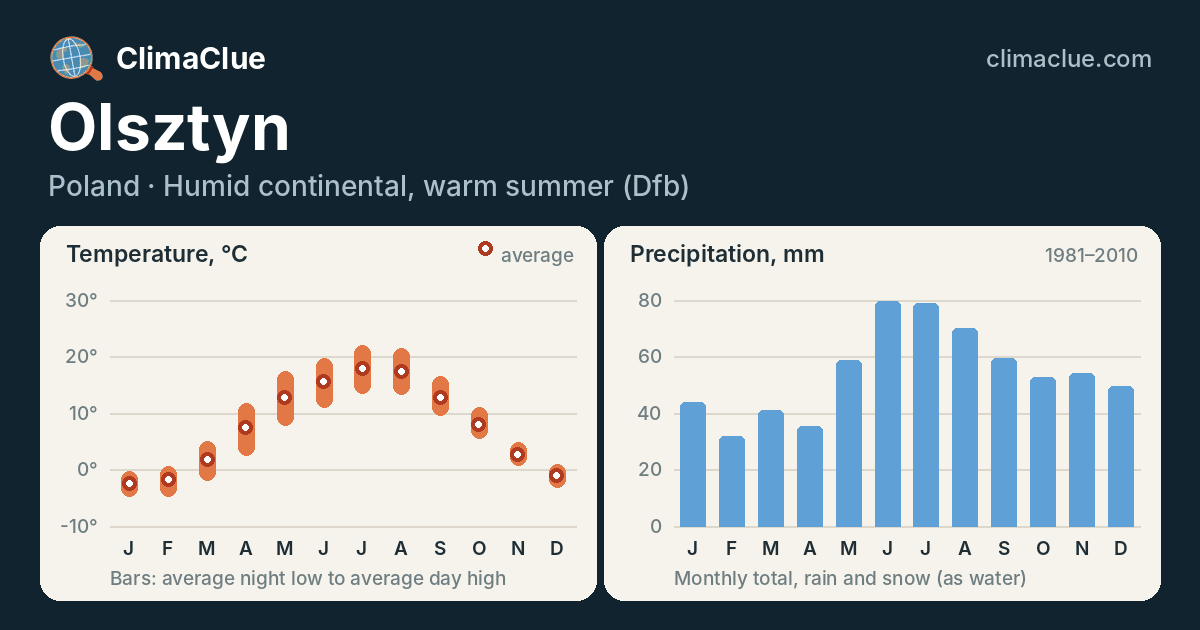 ClimaClue
climaclue.com
Olsztyn
Poland · Humid continental, warm summer (Dfb)
Temperature, °C
average
30°
20°
10°
0°
-10°
J F M A M J J A S O N D
Bars: average night low to average day high
Precipitation, mm
1981–2010
80
60
40
20
0
J F M A M J J A S O N D
Monthly total, rain and snow (as water)